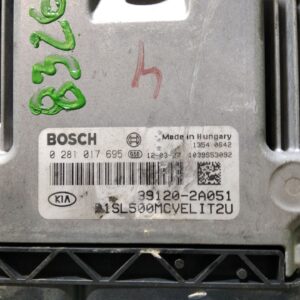 8326
4
BOSCH
Made in Hungary
1354 0642
0 281 017 695
12-03-27
1039S53092
KIA
39120-2A051
21SL500MCVELIT2U